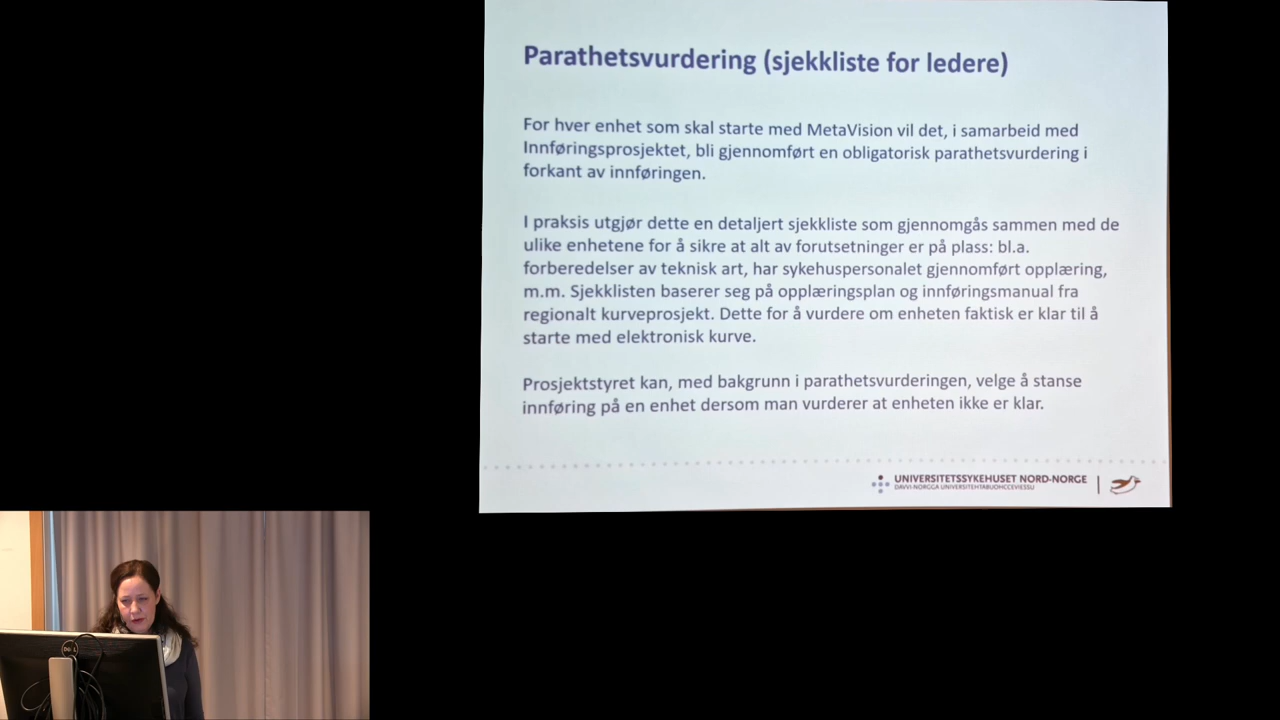 Parathetsvurdering (sjekkliste for ledere)
For hver enhet som skal starte med MetaVision vil det, i samarbeid med
Innføringsprosjektet, bli gjennomført en obligatorisk parathetsvurdering i
forkant av innføringen.
I praksis utgjør dette en detaljert sjekkliste som gjennomgås sammen med de
ulike enhetene for å sikre at alt av forutsetninger er på plass: bl.a.
forberedelser av teknisk art, har sykehuspersonalet gjennomført opplæring,
m.m. Sjekklisten baserer seg på opplæringsplan og innføringsmanual fra
regionalt kurveprosjekt. Dette for å vurdere om enheten faktisk er klar til å
starte med elektronisk kurve.
Prosjektstyret kan, med bakgrunn i parathetsvurderingen, velge å stanse
innføring på en enhet dersom man vurderer at enheten ikke er klar.
UNIVERSITETSSYKEHUSET NORD-NORGE
DAVVI-NORGGA UNIVERSITEHTABUOHCCEVIESSU
DELL